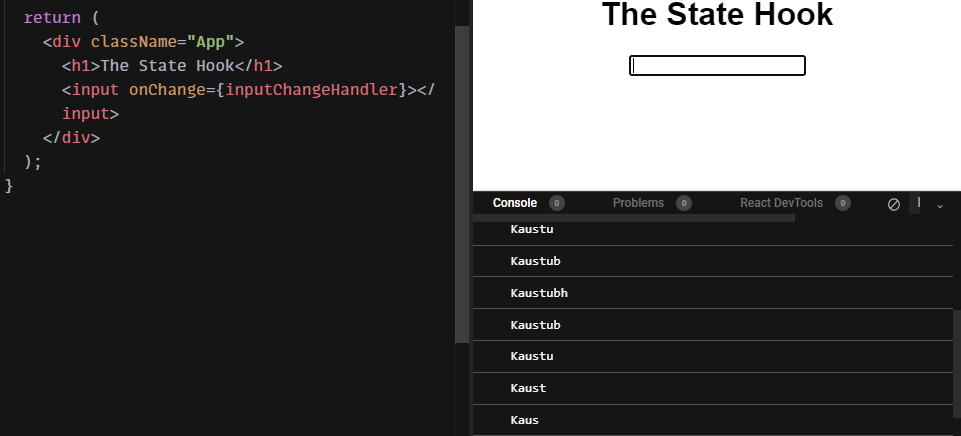 return (
<div className="App">
<h1>The State Hook</h1>
<input onChange={inputChangeHandler}></
input>
</div>
);
}
The State Hook
Console 0 Problems 0 React DevTools 0
Kaustu
Kaustub
Kaustubh
Kaustub
Kaustu
Kaust
Kaus